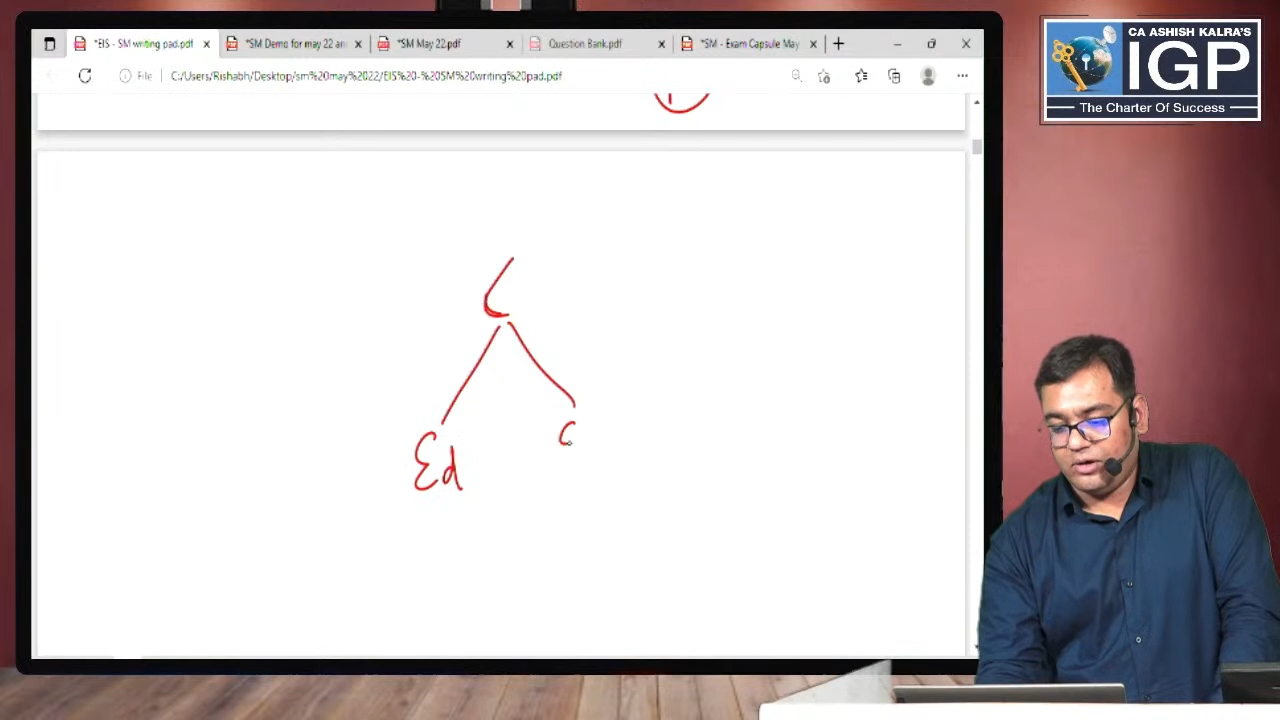 *EIS - SM writing pad.pdf
*SM Demo for may 22 an
*SM May 22.pdf
Question Bank.pdf
*SM - Exam Capsule May
File
C:/Users/Rishabh/Desktop/sm%20may%2022/EIS%20-%20SM%20writing%20pad.pdf
CA ASHISH KALRA'S
IGP
The Charter Of Success
Ed